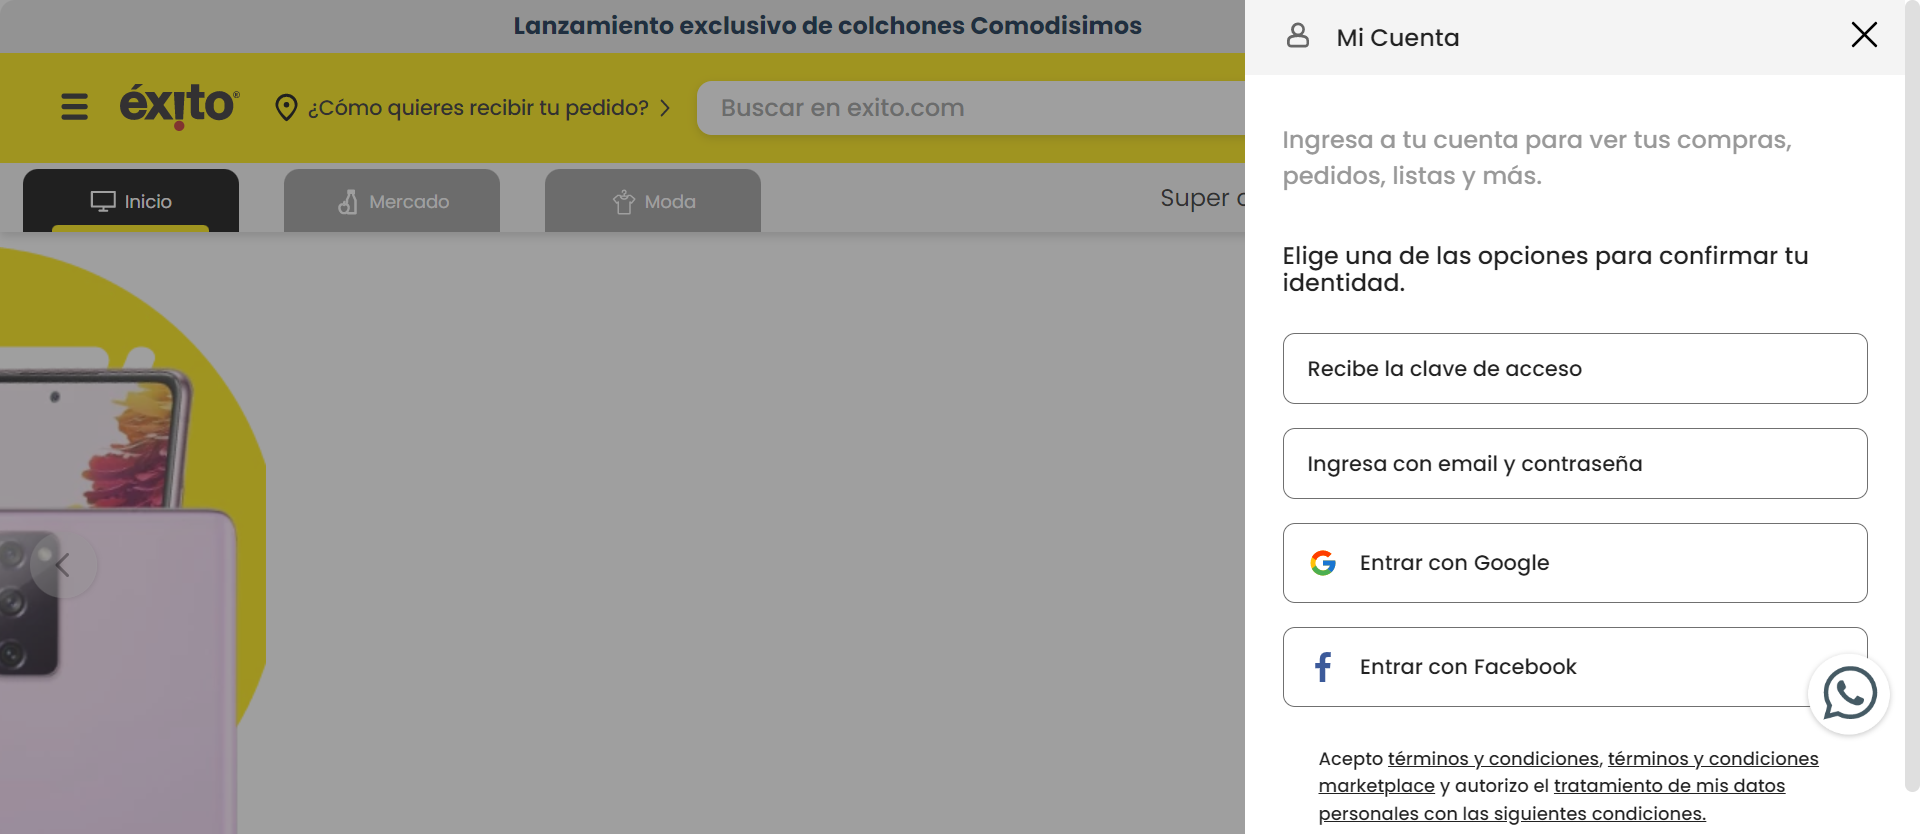 Lanzamiento exclusivo de colchones Comodisimos
éxito®
¿Cómo quieres recibir tu pedido?
Buscar en exito.com
Inicio
Mercado
Moda
Super
Mi Cuenta
Ingresa a tu cuenta para ver tus compras,
pedidos, listas y más.
Elige una de las opciones para confirmar tu
identidad.
Recibe la clave de acceso
Ingresa con email y contraseña
Entrar con Google
Entrar con Facebook
Acepto términos y condiciones, términos y condiciones
marketplace y autorizo el tratamiento de mis datos
personales con las siguientes condiciones.